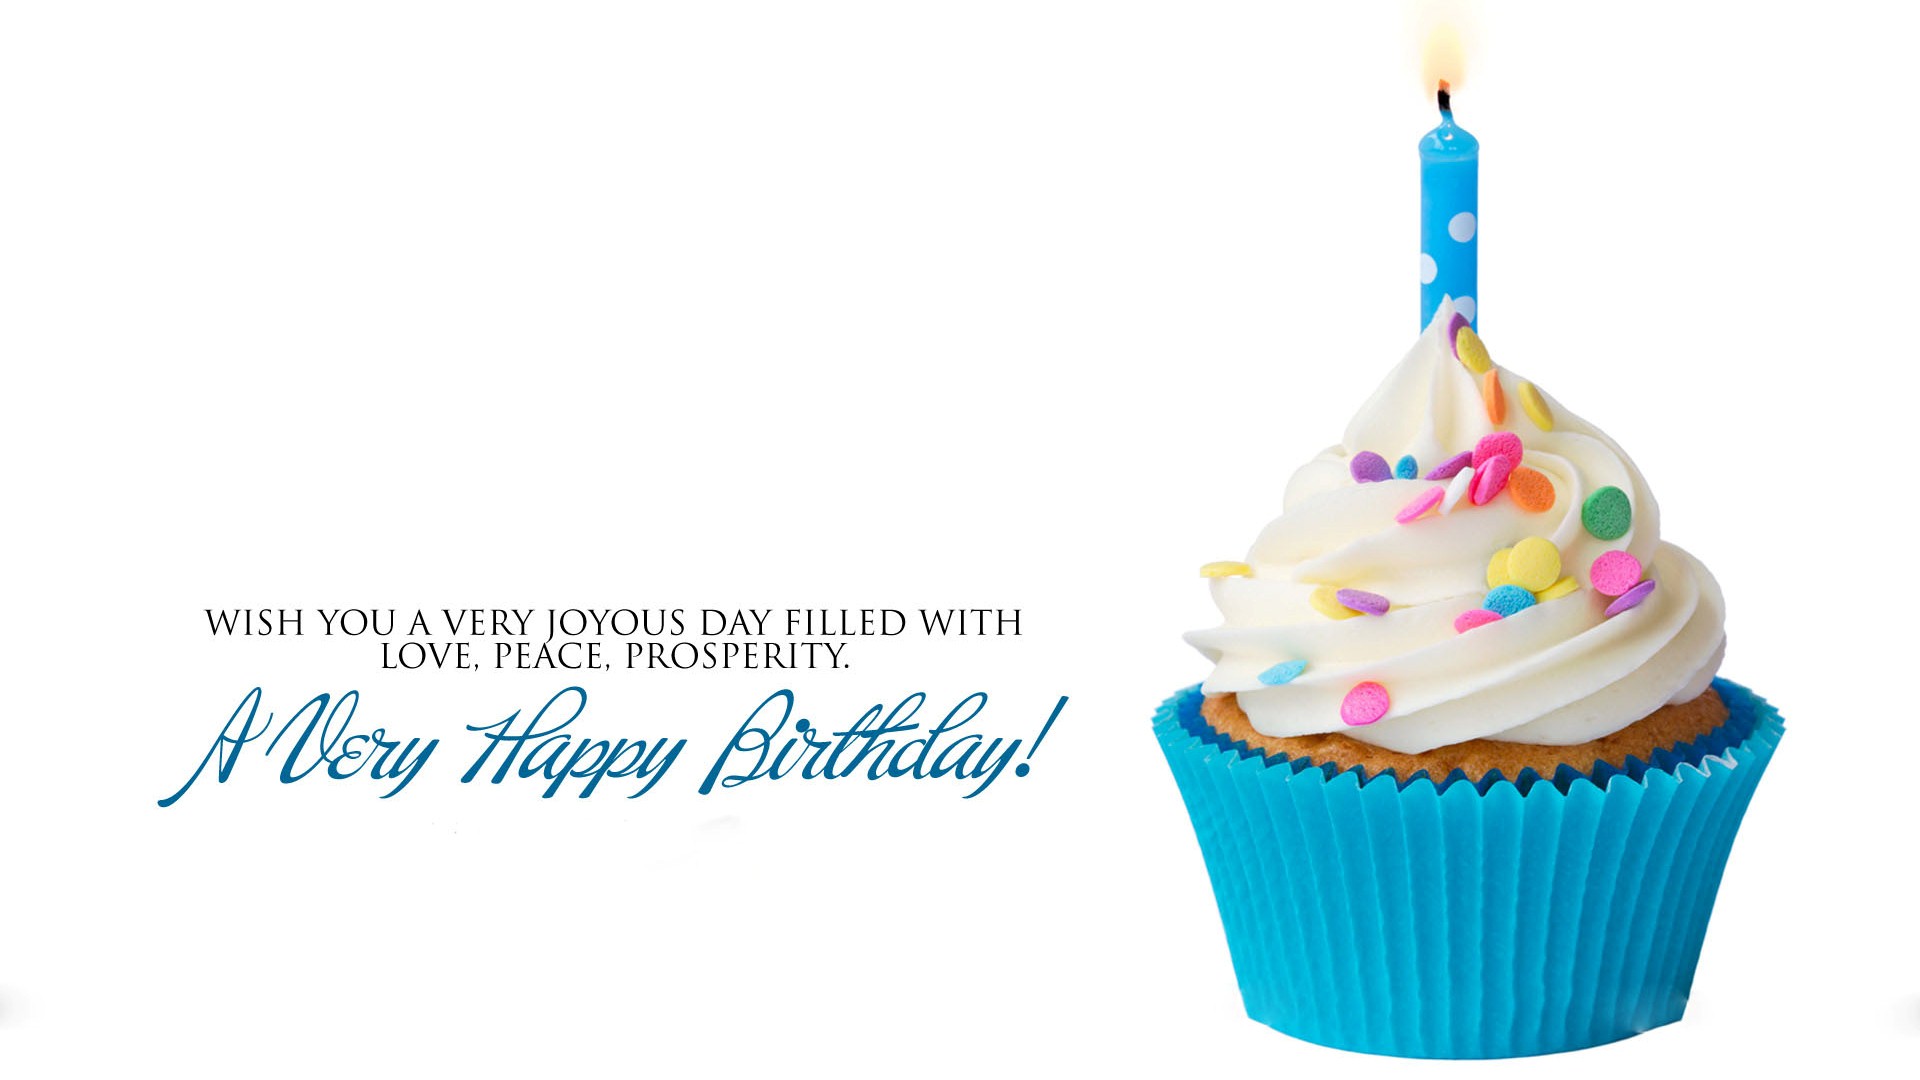 WISH YOU A VERY JOYOUS DAY FILLED WITH
LOVE, PEACE, PROSPERITY.
A Very Happy Birthday!